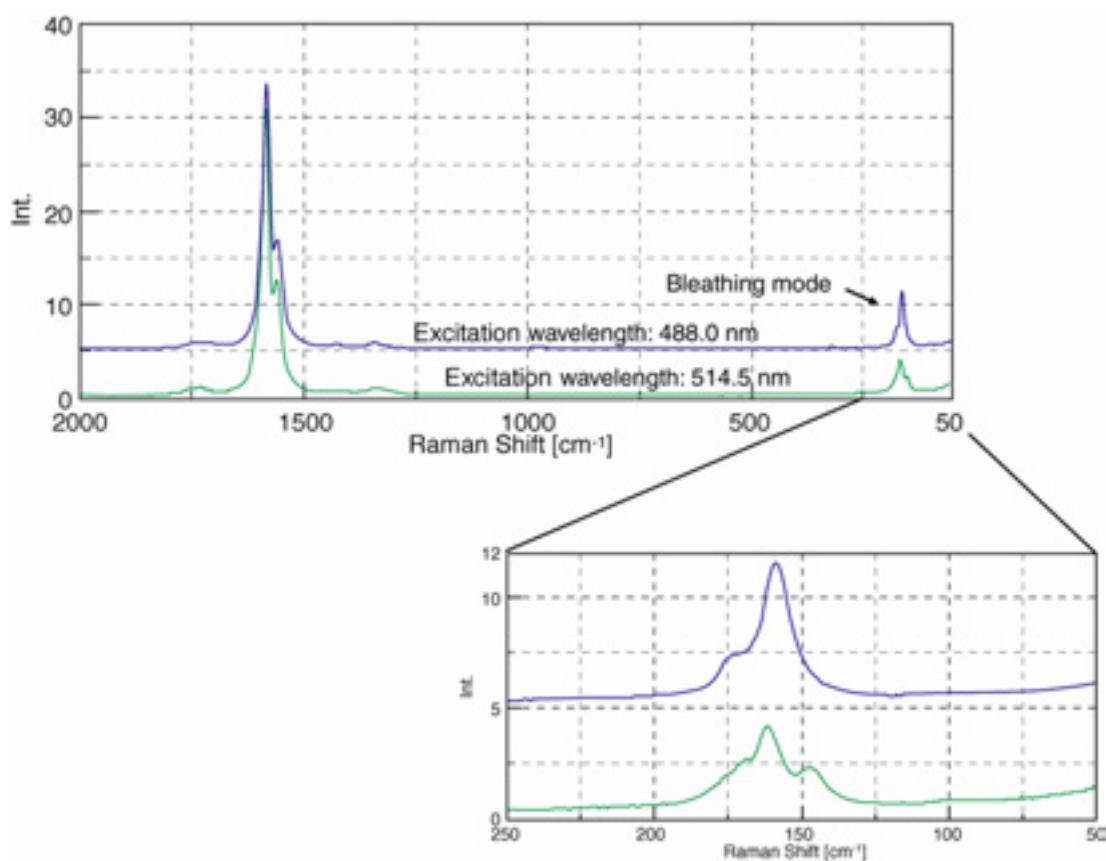 40
30
Int.
20
Bleathing mode
10
Excitation wavelength: 488.0 nm
Excitation wavelength: 514.5 nm
0
2000 1500 1000 500 50
Raman Shift [cm-1]
12
10
Int.
5
0
250 200 150 100 50
Raman Shift [cm-1]